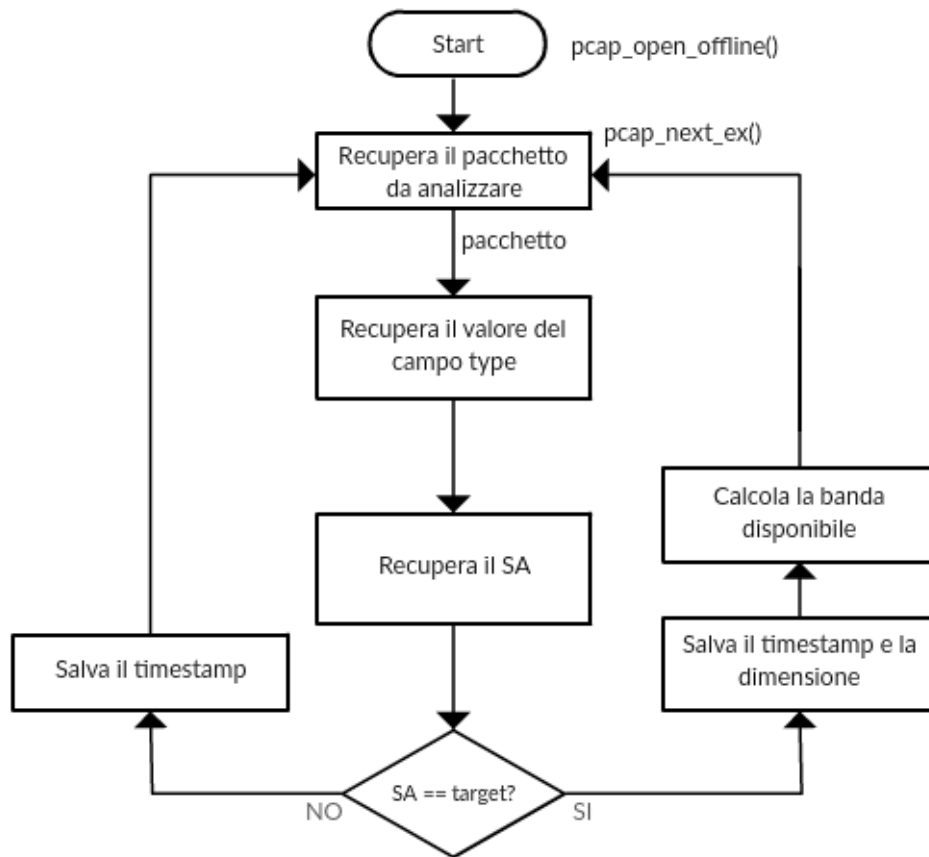 Start
pcap_open_offline()
pcap_next_ex()
Recupera il pacchetto
da analizzare
pacchetto
Recupera il valore del
campo type
Recupera il SA
Calcola la banda
disponibile
Salva il timestamp
Salva il timestamp e la
dimensione
SA == target?
NO
SI